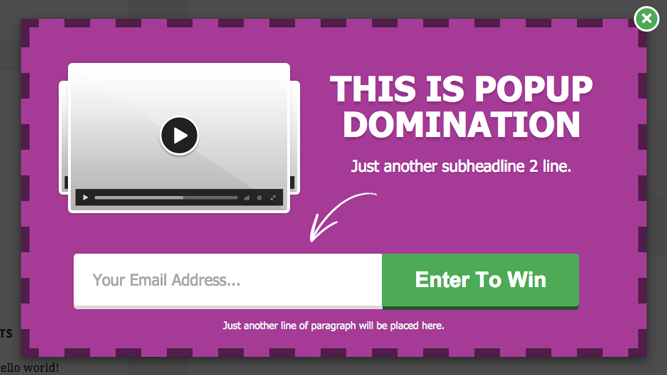 THIS IS POPUP
DOMINATION
Just another subheadline 2 line.
Your Email Address...
Enter To Win
Just another line of paragraph will be placed here.
TS
ello world!